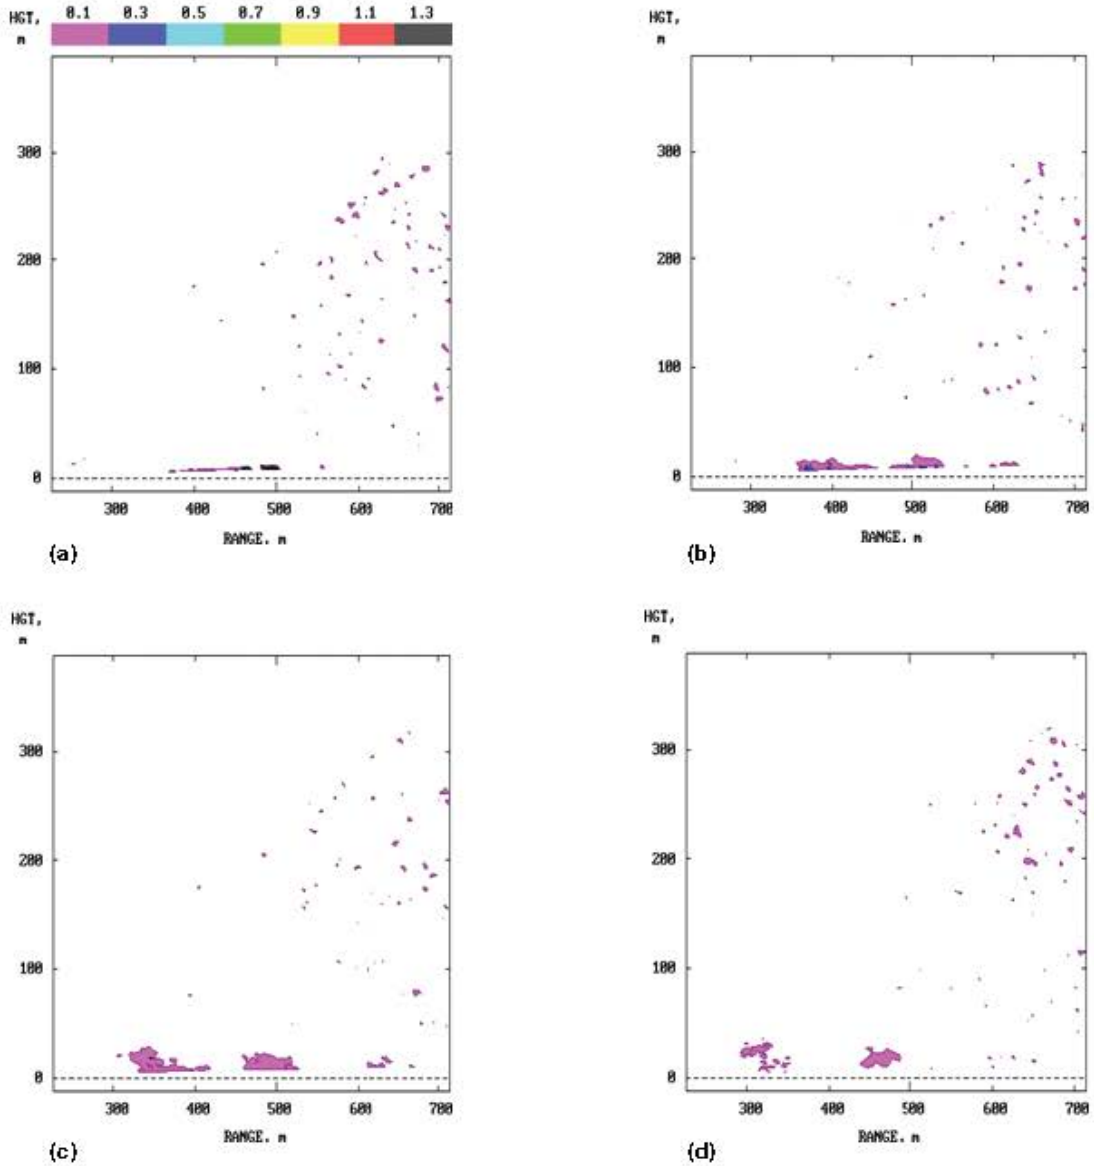 HGT, 0.1 0.3 0.5 0.7 0.9 1.1 1.3 HGT,
m m
300 300
200 200
100 100
0 0
300 400 500 600 700 300 400 500 600 700
RANGE. m RANGE. m
(a) (b)
HGT, HGT,
m m
300 300
200 200
100 100
0 0
300 400 500 600 700 300 400 500 600 700
RANGE. m RANGE. m
(c) (d)